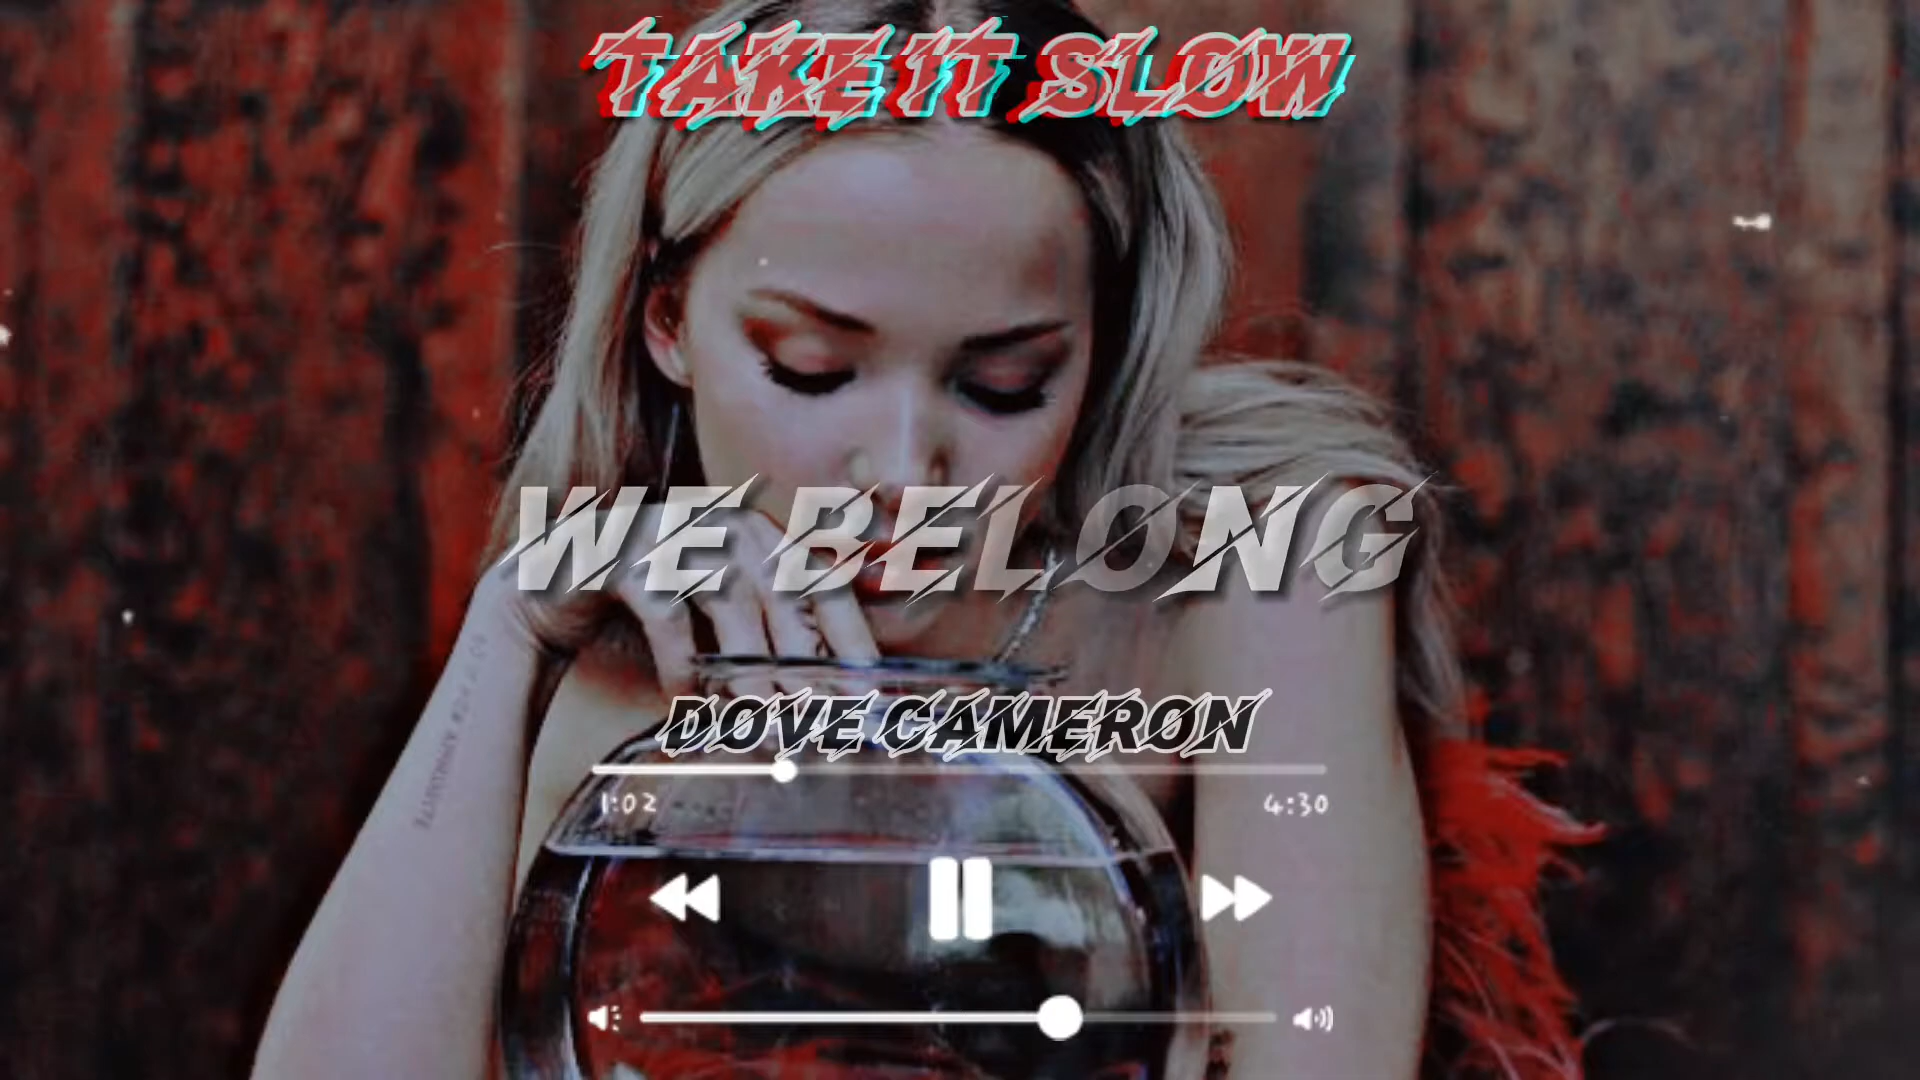 TAKE IT SLOW
WE BELONG
DOVE CAMERON
1:02
4:30